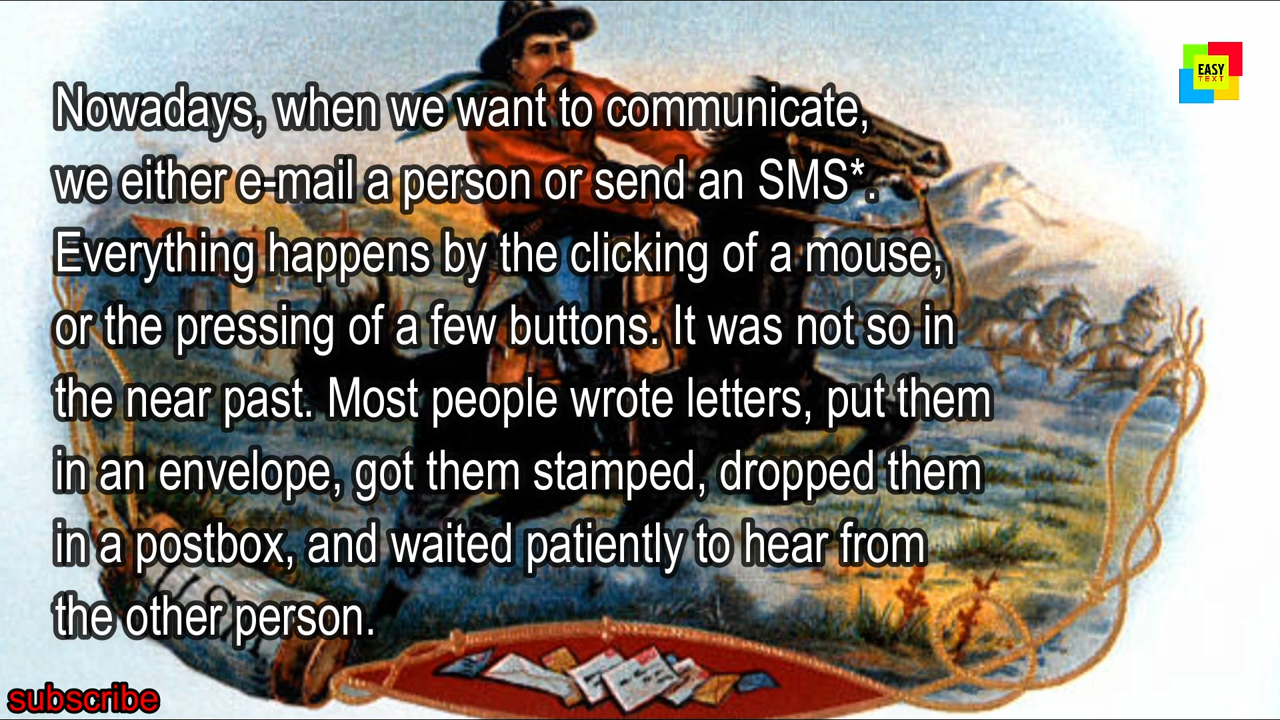 EASY
TEXT
Nowadays, when we want to communicate,
we either e-mail a person or send an SMS*.
Everything happens by the clicking of a mouse,
or the pressing of a few buttons. It was not so in
the near past. Most people wrote letters, put them
in an envelope, got them stamped, dropped them
in a postbox, and waited patiently to hear from
the other person.
subscribe